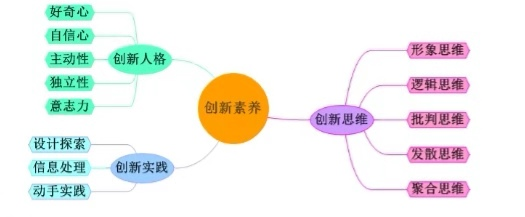 创新素养
创新人格
好奇心
自信心
主动性
独立性
意志力
创新实践
设计探索
信息处理
动手实践
创新思维
形象思维
逻辑思维
批判思维
发散思维
聚合思维